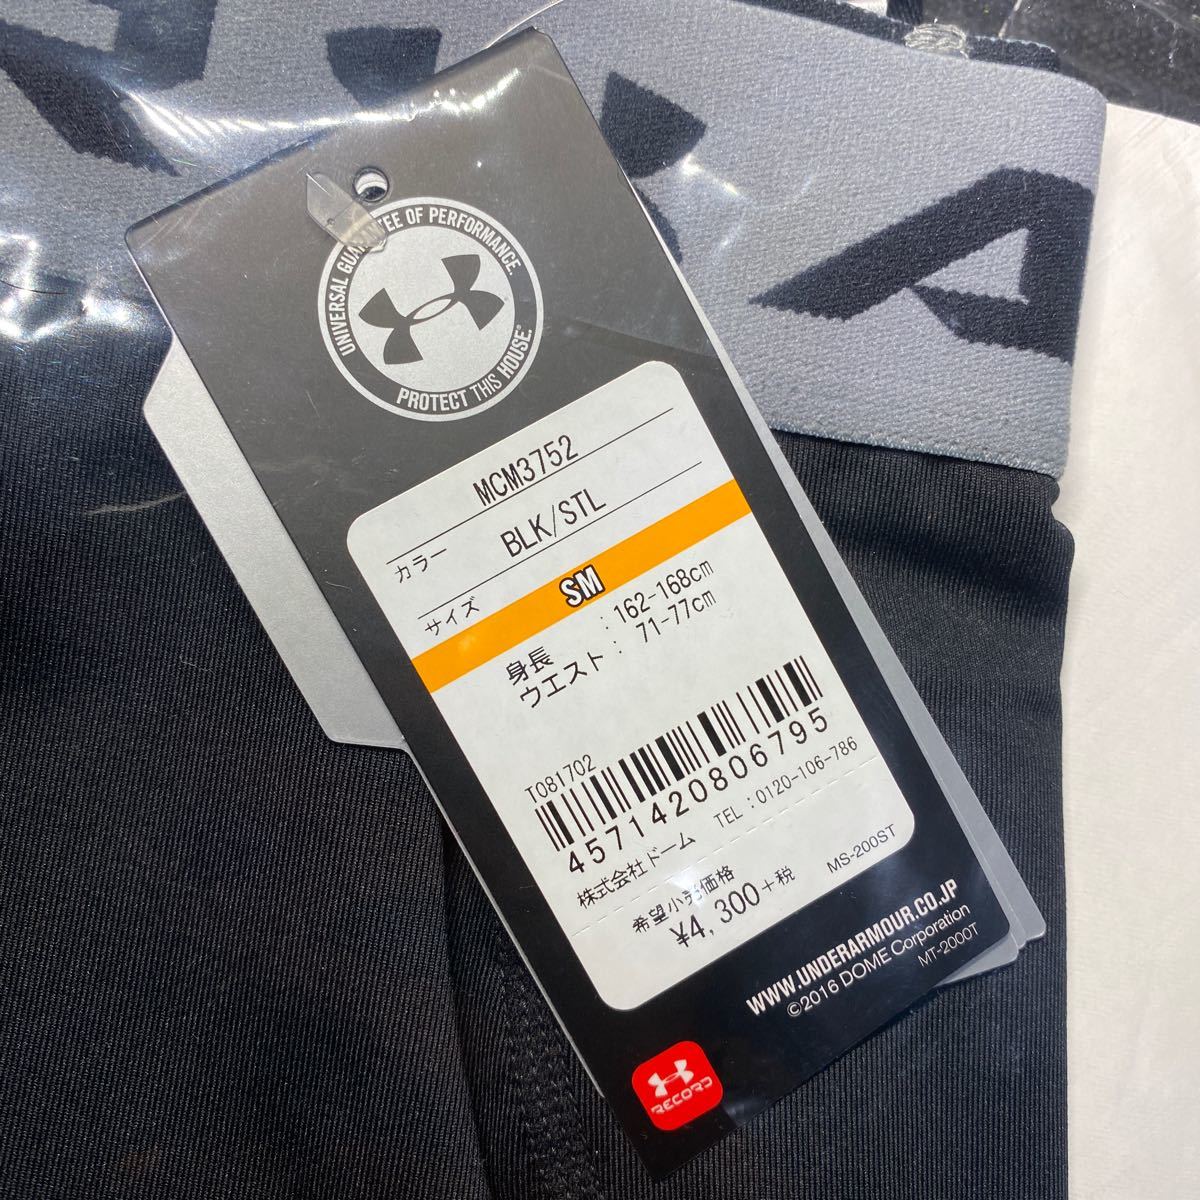 UNIVERSAL GUARANTEE OF PERFORMANCE.
PROTECT THIS HOUSE.®
MCM3752
カラー BLK/STL
サイズ SM
身長 : 162-168cm
ウエスト : 71-77cm
T081702
4571420806795
株式会社ドーム TEL:0120-106-786
希望小売価格
¥4,300+税
MS-200ST
WWW.UNDERARMOUR.CO.JP
©2016 DOME Corporation
MT-2000T
RECORD